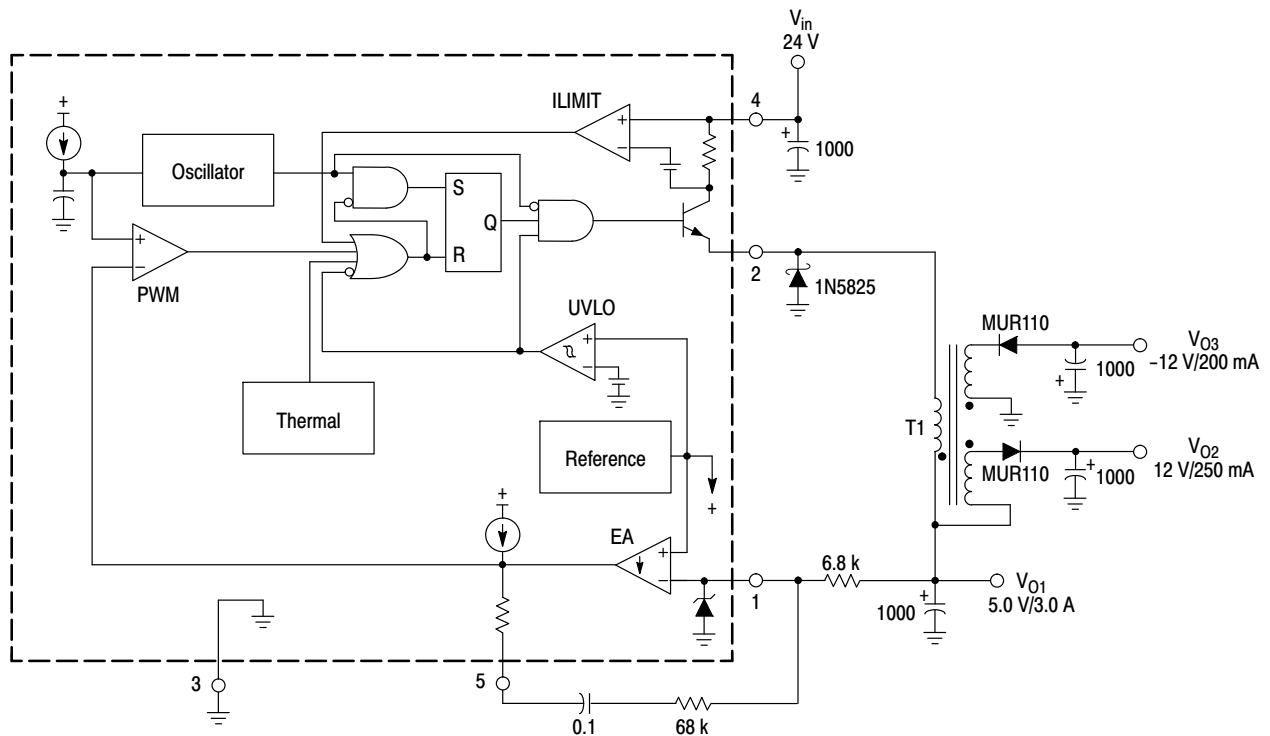 Vin
24 V
+
ILIMIT
4
+
−
+
1000
Oscillator
S
Q
R
+
−
PWM
2
1N5825
UVLO
+
−
MUR110
VO3
−12 V/200 mA
1000
+
Thermal
T1
Reference
+
VO2
12 V/250 mA
MUR110
+
1000
+
EA
+
−
1
6.8 k
VO1
5.0 V/3.0 A
+
1000
3
5
0.1
68 k